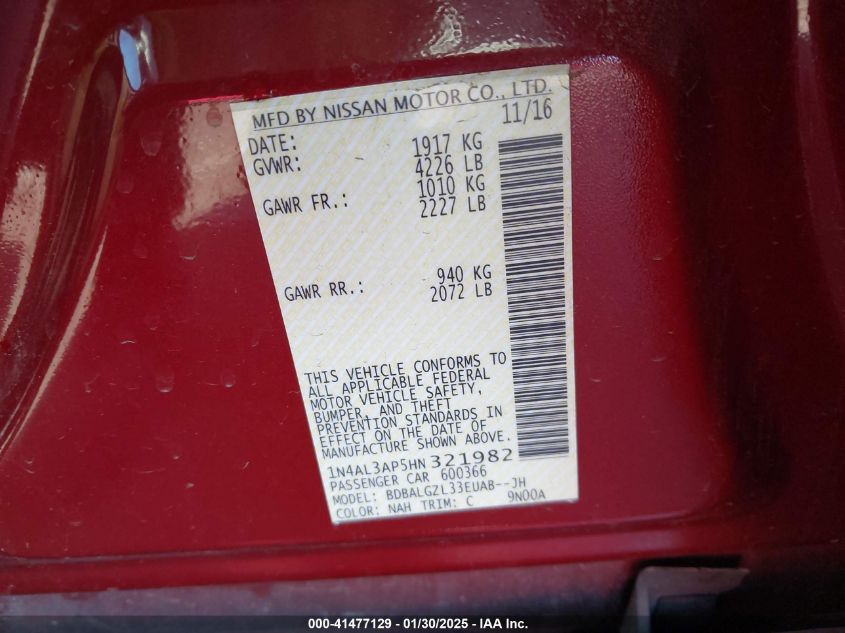 MFD BY NISSAN MOTOR CO., LTD.
DATE: 11/16
GVWR: 1917 KG
4226 LB
GAWR FR.: 1010 KG
2227 LB
GAWR RR.: 940 KG
2072 LB
THIS VEHICLE CONFORMS TO
ALL APPLICABLE FEDERAL
MOTOR VEHICLE SAFETY,
BUMPER, AND THEFT
PREVENTION STANDARDS IN
EFFECT ON THE DATE OF
MANUFACTURE SHOWN ABOVE.
1N4AL3AP5HN321982
PASSENGER CAR 600366
MODEL: BDBALGZL33EUAB--JH
COLOR: NAH TRIM: C 9N00A
000-41477129 - 01/30/2025 - IAA Inc.